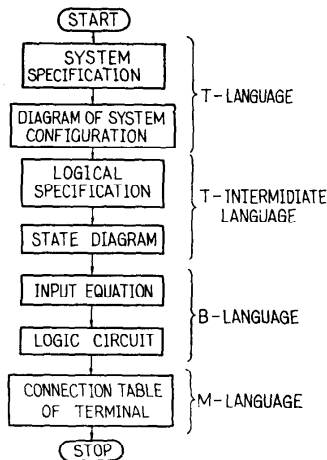 START
SYSTEM
SPECIFICATION
DIAGRAM OF SYSTEM
CONFIGURATION
T-LANGUAGE
LOGICAL
SPECIFICATION
STATE DIAGRAM
T-INTERMIDIATE
LANGUAGE
INPUT EQUATION
LOGIC CIRCUIT
B-LANGUAGE
CONNECTION TABLE
OF TERMINAL
M-LANGUAGE
STOP